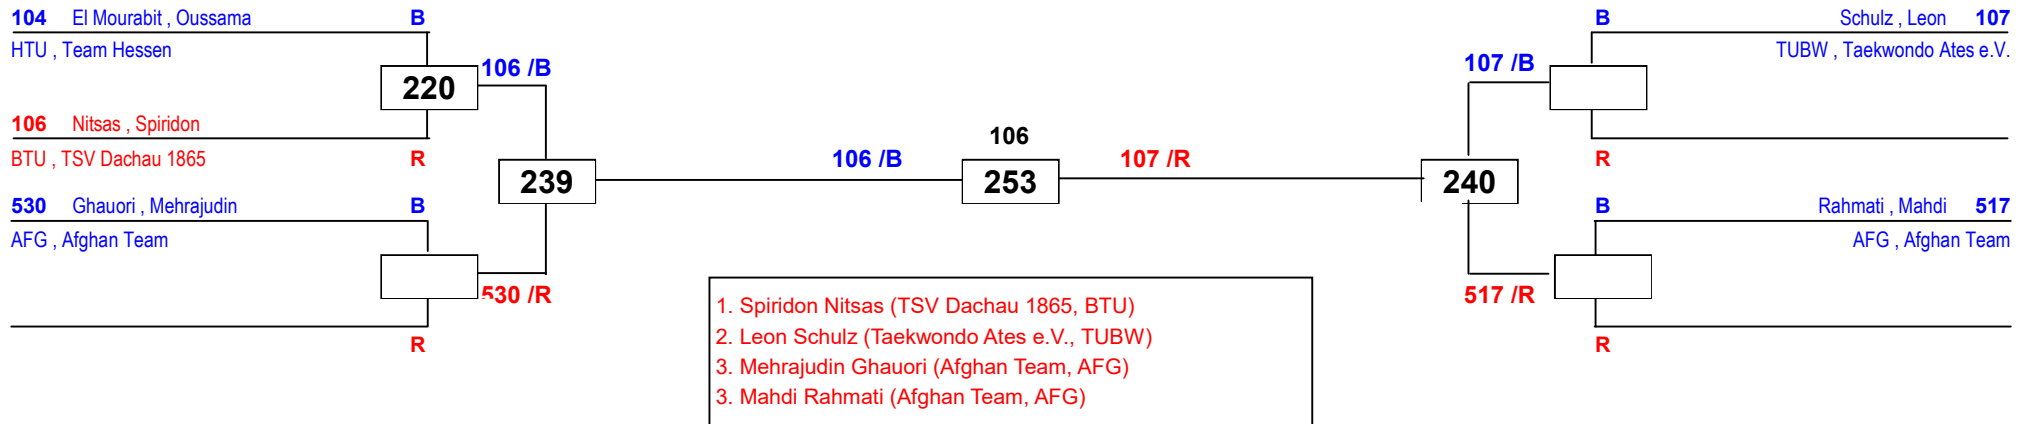 104 El Mourabit , Oussama B
HTU , Team Hessen
220
106 /B
106 Nitsas , Spiridon
BTU , TSV Dachau 1865 R
239
530 Ghauori , Mehrajudin B
AFG , Afghan Team
530 /R
R
106 /B
106
253
107 /R
240
B Schulz , Leon 107
TUBW , Taekwondo Ates e.V.
107 /B
R
B Rahmati , Mahdi 517
AFG , Afghan Team
517 /R
R
1. Spiridon Nitsas (TSV Dachau 1865, BTU)
2. Leon Schulz (Taekwondo Ates e.V., TUBW)
3. Mehrajudin Ghauori (Afghan Team, AFG)
3. Mahdi Rahmati (Afghan Team, AFG)